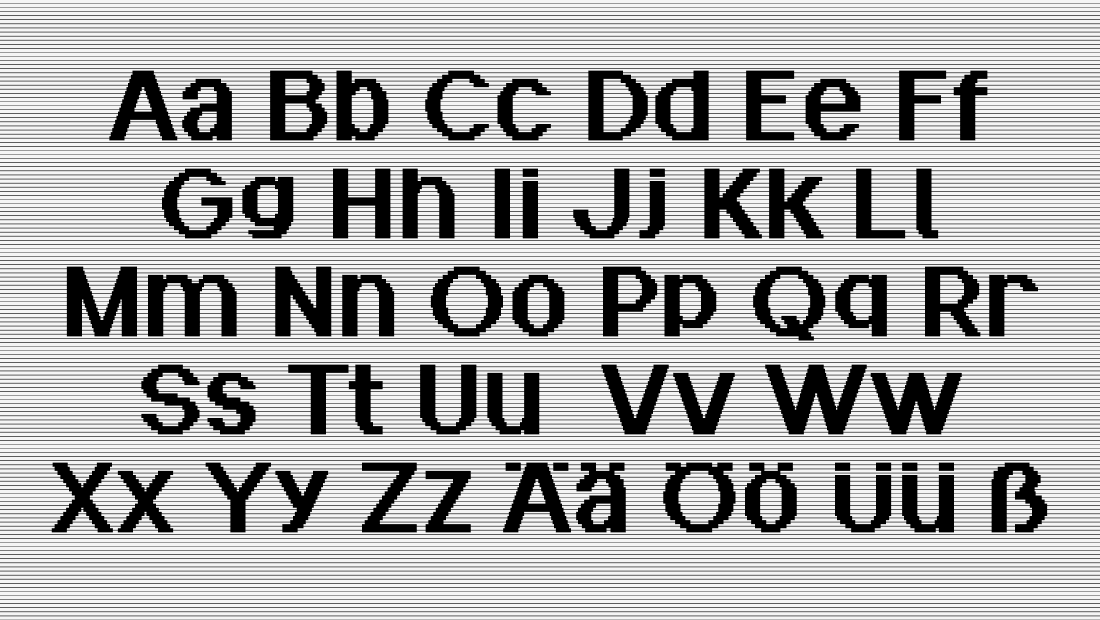 Aa Bb Cc Dd Ee Ff
Gg Hh Ii Jj Kk Ll
Mm Nn Oo Pp Qq Rr
Ss Tt Uu Vv Ww
Xx Yy Zz Ää Öö Üü ß